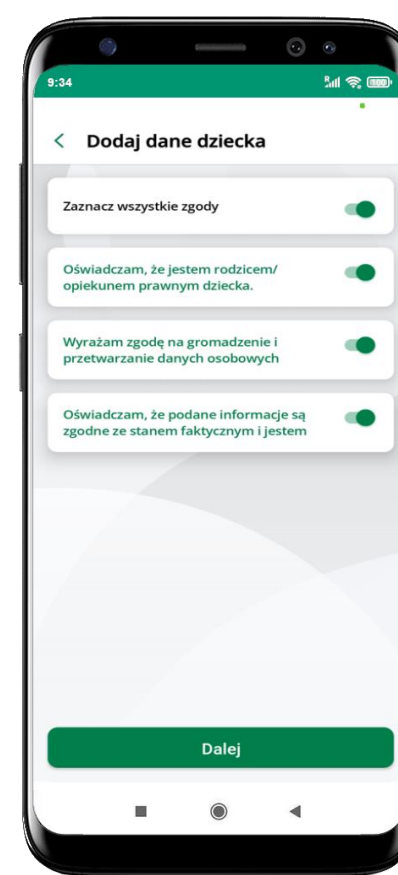 9:34
Dodaj dane dziecka
Zaznacz wszystkie zgody
Oświadczam, że jestem rodzicem/
opiekunem prawnym dziecka.
Wyrażam zgodę na gromadzenie i
przetwarzanie danych osobowych
Oświadczam, że podane informacje są
zgodne ze stanem faktycznym i jestem
Dalej